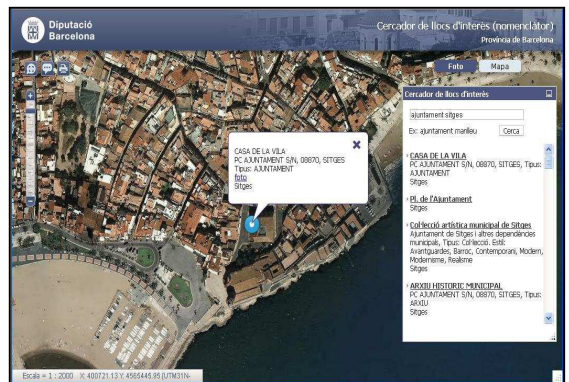 Diputació
Barcelona
Cercador de llocs d'interès (nomenclàtor)
Província de Barcelona
Foto
Mapa
Cercador de llocs d'interès
ajuntament sitges
Ex: ajuntament manlleu
Cerca
CASA DE LA VILA
PC AJUNTAMENT S/N, 08870, SITGES
Tipus: AJUNTAMENT
foto
Sitges
CASA DE LA VILA
PC AJUNTAMENT S/N, 08870, SITGES, Tipus:
AJUNTAMENT
Sitges
Pl. de l'Ajuntament
Sitges
Col·lecció artística municipal de Sitges
Ajuntament de Sitges i altres dependències
municipals, Tipus: Col·lecció. Estil:
Avantguardes, Barroc, Contemporani, Modern,
Modernisme, Realisme
Sitges
ARXIU HISTORIC MUNICIPAL
PC AJUNTAMENT S/N, 08870, SITGES, Tipus:
ARXIU
Sitges
Escala = 1 : 2000 X: 400721.13 Y: 4565445.95 (UTM31N-